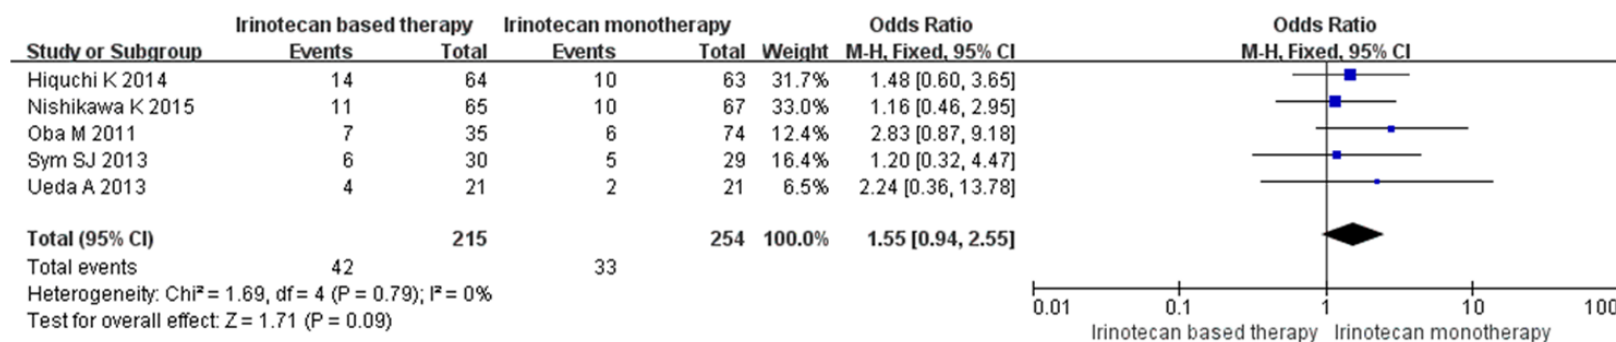 Irinotecan based therapy Irinotecan monotherapy Odds Ratio Odds Ratio
Study or Subgroup Events Total Events Total Weight M-H, Fixed, 95% CI M-H, Fixed, 95% CI
Hiquchi K 2014 14 64 10 63 31.7% 1.48 [0.60, 3.65]
Nishikawa K 2015 11 65 10 67 33.0% 1.16 [0.46, 2.95]
Oba M 2011 7 35 6 74 12.4% 2.83 [0.87, 9.18]
Sym SJ 2013 6 30 5 29 16.4% 1.20 [0.32, 4.47]
Ueda A 2013 4 21 2 21 6.5% 2.24 [0.36, 13.78]
Total (95% CI) 215 254 100.0% 1.55 [0.94, 2.55]
Total events 42 33
Heterogeneity: Chi² = 1.69, df = 4 (P = 0.79); I² = 0%
Test for overall effect: Z = 1.71 (P = 0.09)
0.01 0.1 1 10 100
Irinotecan based therapy Irinotecan monotherapy